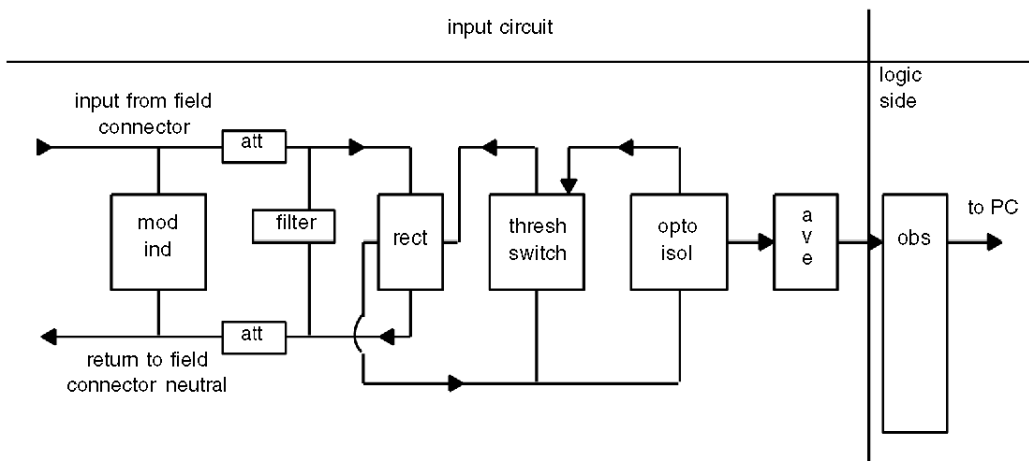 input circuit
logic
side
input from field
connector
att
mod
ind
filter
rect
thresh
switch
opto
isol
a
v
e
obs
to PC
att
return to field
connector neutral